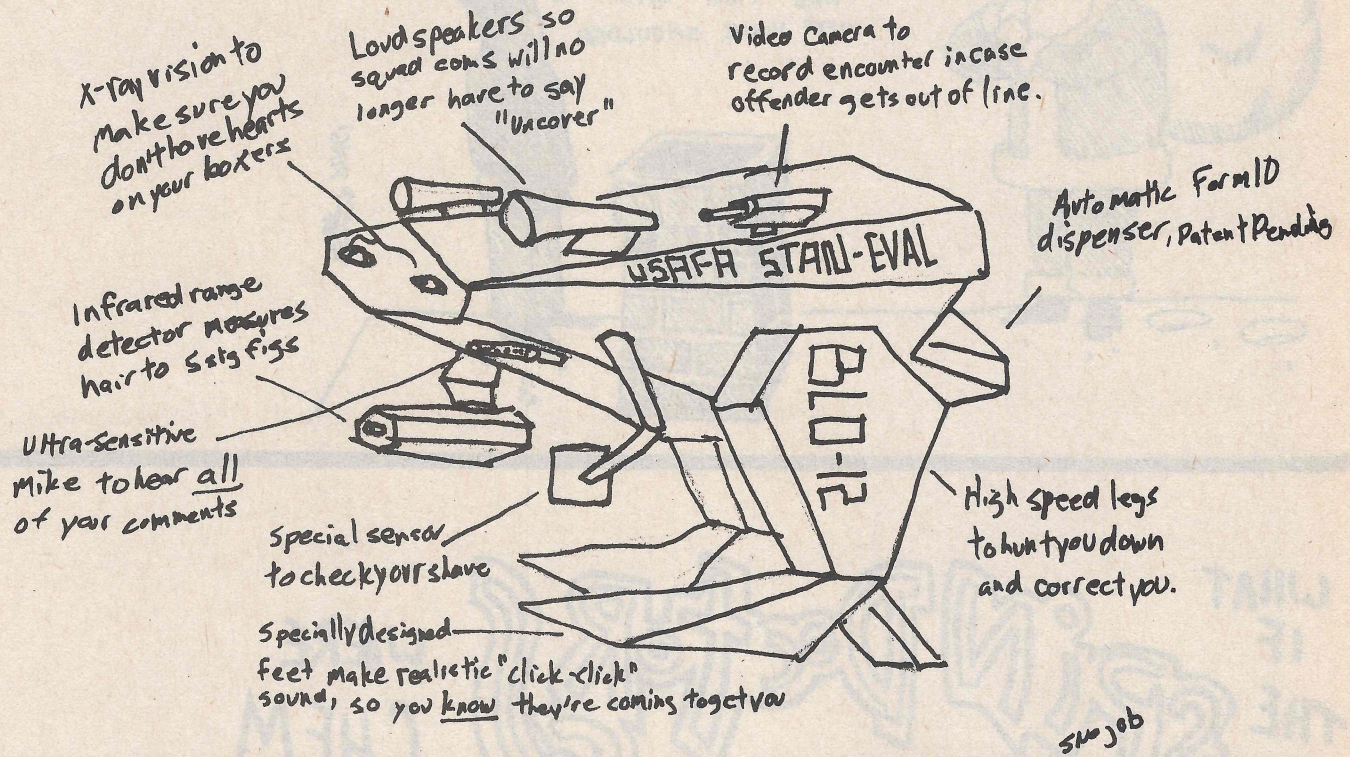 X-ray vision to
make sure you
don't have hearts
on your boxers
Loudspeakers so
squad coms will no
longer have to say
"Uncover"
Video Camera to
record encounter incase
offender gets out of line.
Automatic Form 10
dispenser, Patent Pending
USAFA STAN-EVAL
Infrared range
detector measures
hair to 5 stg figs
Ultra-sensitive
Mike to hear all
of your comments
Special sensor
to check your shave
High speed legs
to hunt you down
and correct you.
Specially designed
feet make realistic "click-click"
sound, so you know they're coming to get you
WHAT
IF
THE